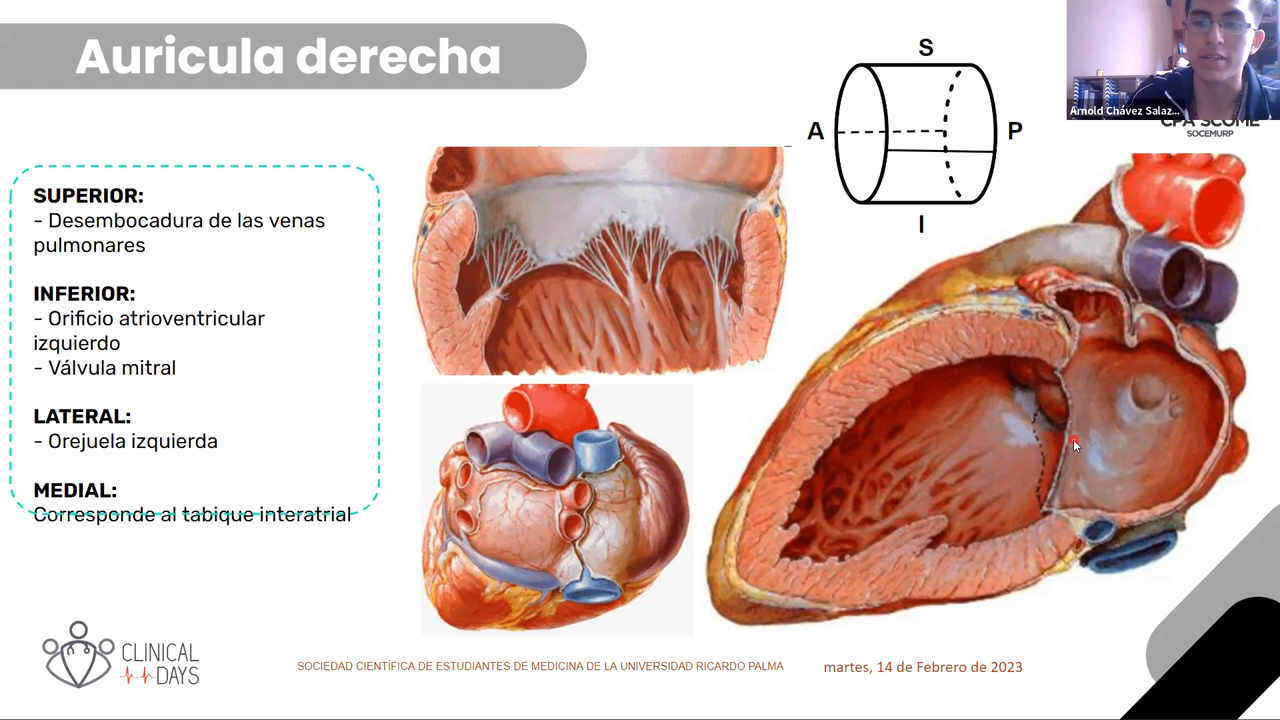 Auricula derecha
S
A
P
I
Arnold Chávez Salaz...
CPA SCOME
SOCEMURP
SUPERIOR:
- Desembocadura de las venas
pulmonares
INFERIOR:
- Orificio atrioventricular
izquierdo
- Válvula mitral
LATERAL:
- Orejuela izquierda
MEDIAL:
Corresponde al tabique interatrial
CLINICAL
DAYS
SOCIEDAD CIENTÍFICA DE ESTUDIANTES DE MEDICINA DE LA UNIVERSIDAD RICARDO PALMA
martes, 14 de Febrero de 2023